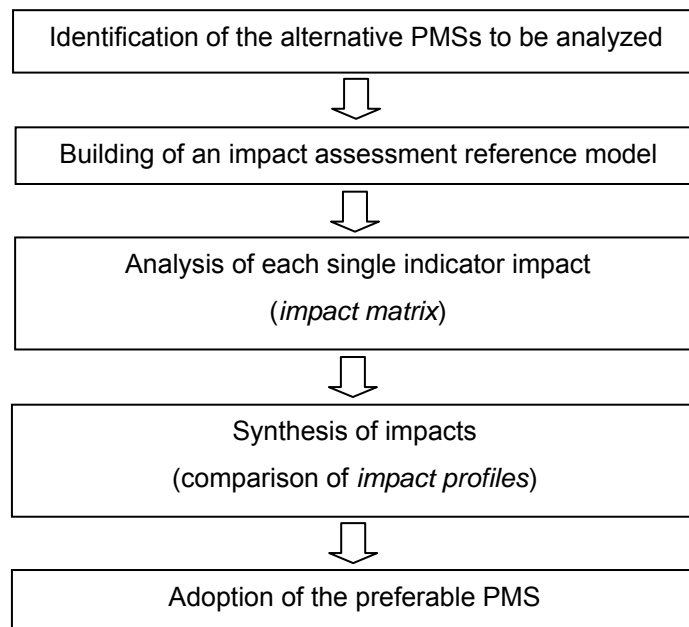 Identification of the alternative PMSs to be analyzed
Building of an impact assessment reference model
Analysis of each single indicator impact
(impact matrix)
Synthesis of impacts
(comparison of impact profiles)
Adoption of the preferable PMS